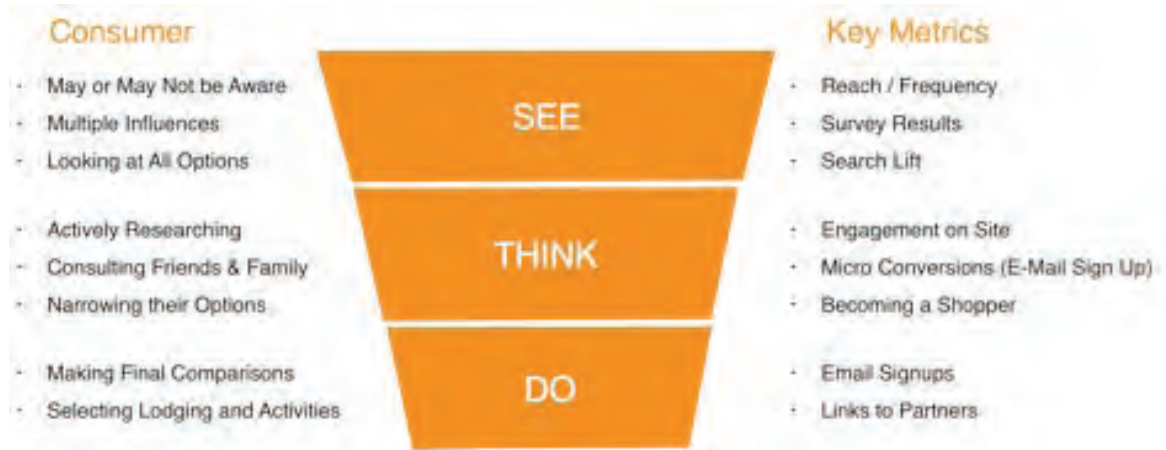 Consumer
· May or May Not be Aware
· Multiple Influences
· Looking at All Options
· Actively Researching
· Consulting Friends & Family
· Narrowing their Options
· Making Final Comparisons
· Selecting Lodging and Activities
SEE
THINK
DO
Key Metrics
· Reach / Frequency
· Survey Results
· Search Lift
· Engagement on Site
· Micro Conversions (E-Mail Sign Up)
· Becoming a Shopper
· Email Signups
· Links to Partners